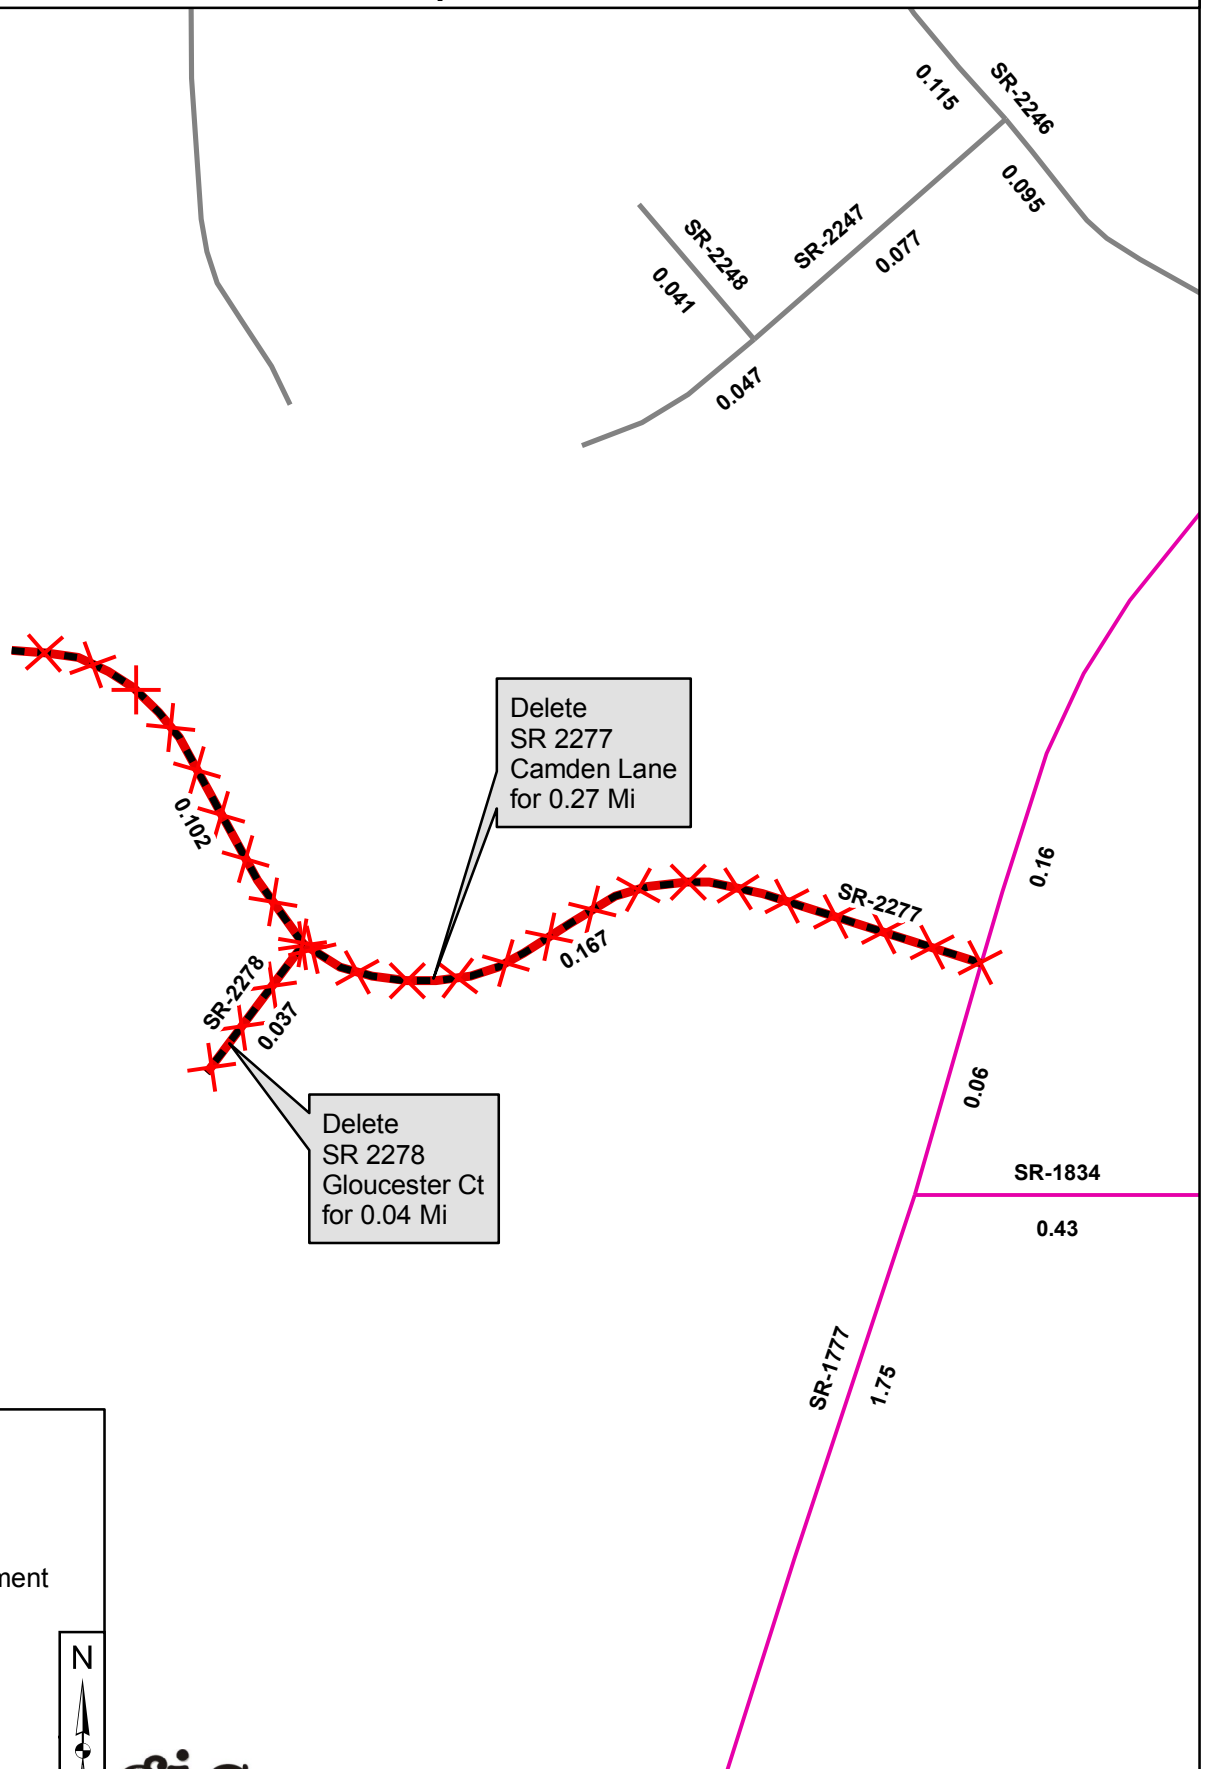 SR-2246
0.115
0.095
SR-2247
0.077
SR-2248
0.041
0.047
Delete
SR 2277
Camden Lane
for 0.27 Mi
0.102
0.16
SR-2277
0.167
SR-2278
0.037
0.06
Delete
SR 2278
Gloucester Ct
for 0.04 Mi
SR-1834
0.43
SR-1777
1.75
N